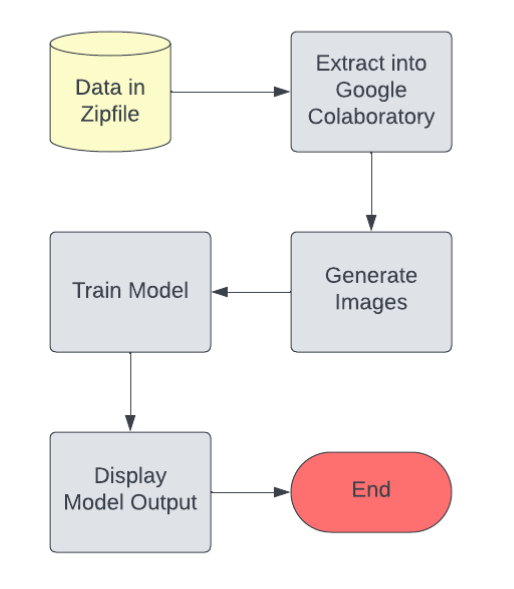 Data in
Zipfile
Extract into
Google
Colaboratory
Generate
Images
Train Model
Display
Model Output
End